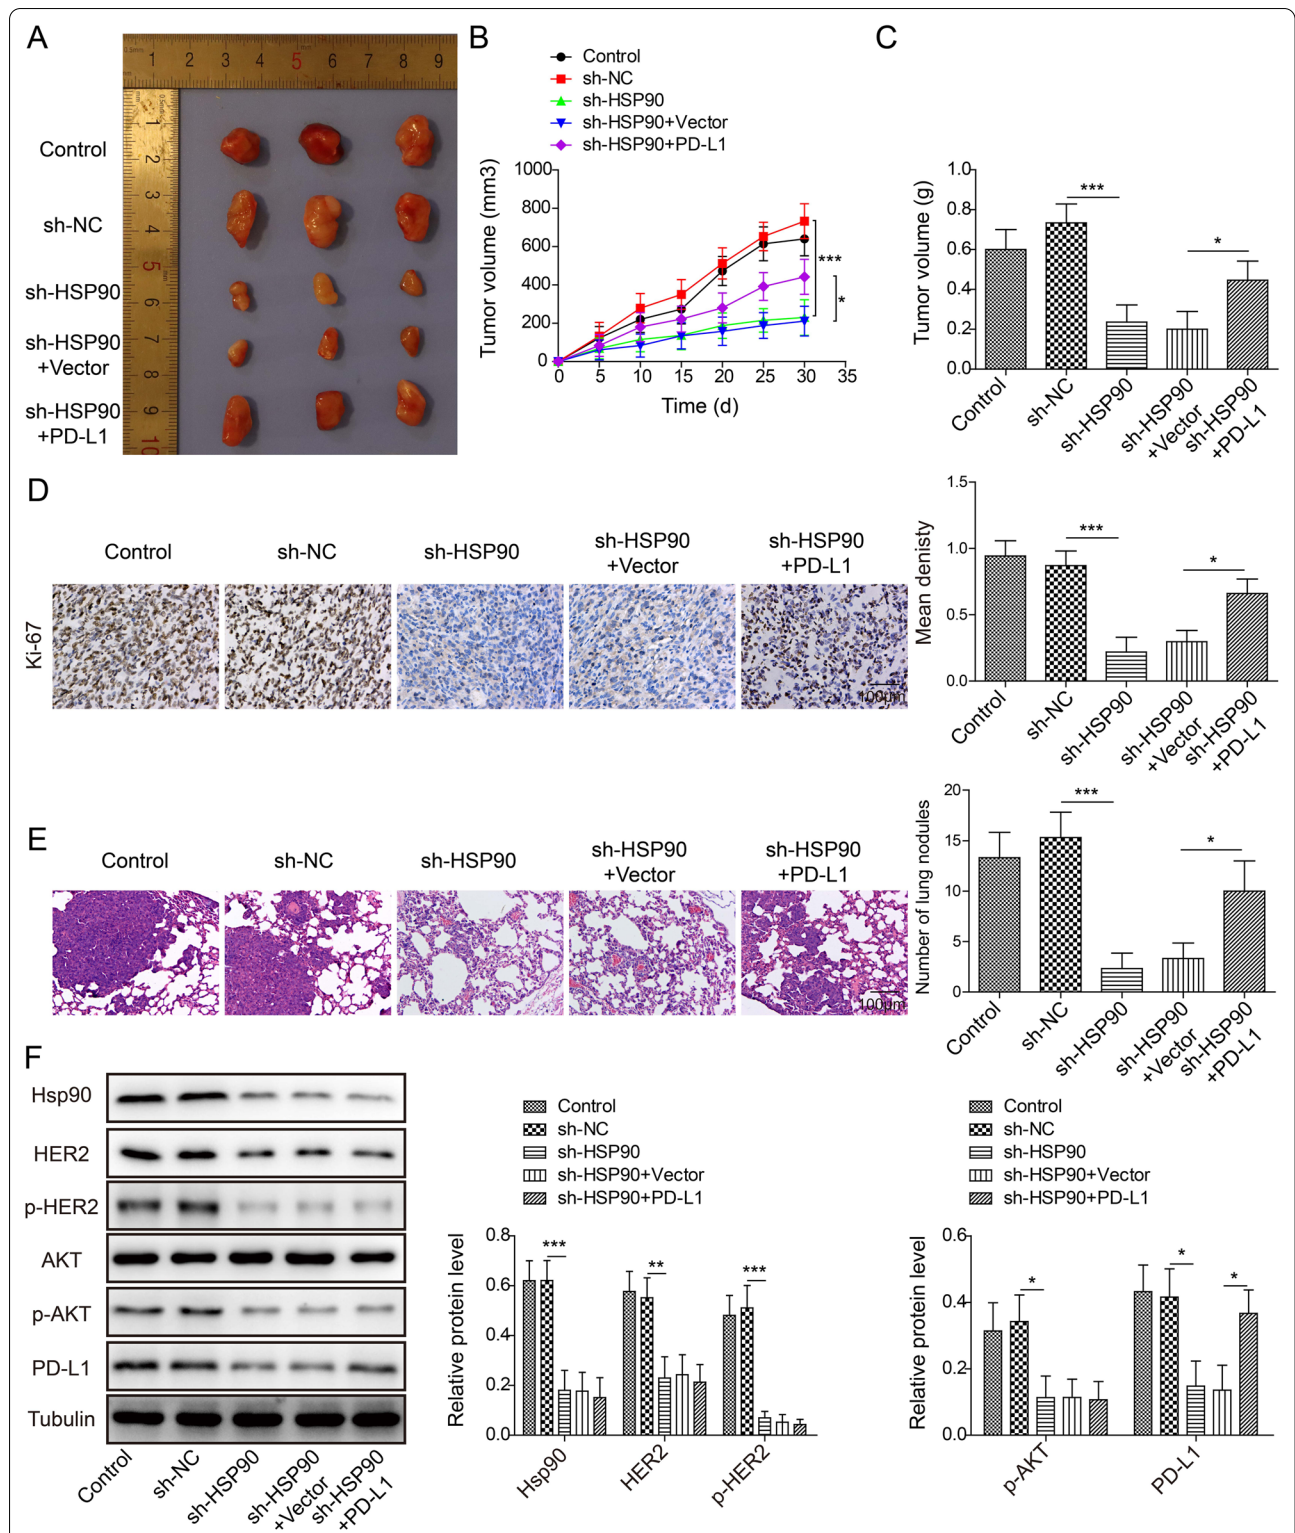 A
1 2 3 4 5 6 7 8 9
1
2
3
4
5
6
7
8
9
10
Control
sh-NC
sh-HSP90
sh-HSP90
+Vector
sh-HSP90
+PD-L1
B
Control
sh-NC
sh-HSP90
sh-HSP90+Vector
sh-HSP90+PD-L1
Tumor volume (mm3)
1000
800
600
400
200
0
0 5 10 15 20 25 30 35
Time (d)
***
*
C
Tumor volume (g)
1.0
0.8
0.6
0.4
0.2
0.0
***
*
Control
sh-NC
sh-HSP90
sh-HSP90
+Vector
sh-HSP90
+PD-L1
D
Control
sh-NC
sh-HSP90
sh-HSP90
+Vector
sh-HSP90
+PD-L1
Ki-67
100μm
Mean denisty
1.5
1.0
0.5
0.0
***
*
Control
sh-NC
sh-HSP90
sh-HSP90
+Vector
sh-HSP90
+PD-L1
E
Control
sh-NC
sh-HSP90
sh-HSP90
+Vector
sh-HSP90
+PD-L1
100μm
Number of lung nodules
20
15
10
5
0
***
*
Control
sh-NC
sh-HSP90
sh-HSP90
+Vector
sh-HSP90
+PD-L1
F
Hsp90
HER2
p-HER2
AKT
p-AKT
PD-L1
Tubulin
Control
sh-NC
sh-HSP90
sh-HSP90
+Vector
sh-HSP90
+PD-L1
Control
sh-NC
sh-HSP90
sh-HSP90+Vector
sh-HSP90+PD-L1
Relative protein level
0.8
0.6
0.4
0.2
0.0
***
**
***
Hsp90
HER2
p-HER2
Control
sh-NC
sh-HSP90
sh-HSP90+Vector
sh-HSP90+PD-L1
Relative protein level
0.6
0.4
0.2
0.0
*
*
*
p-AKT
PD-L1